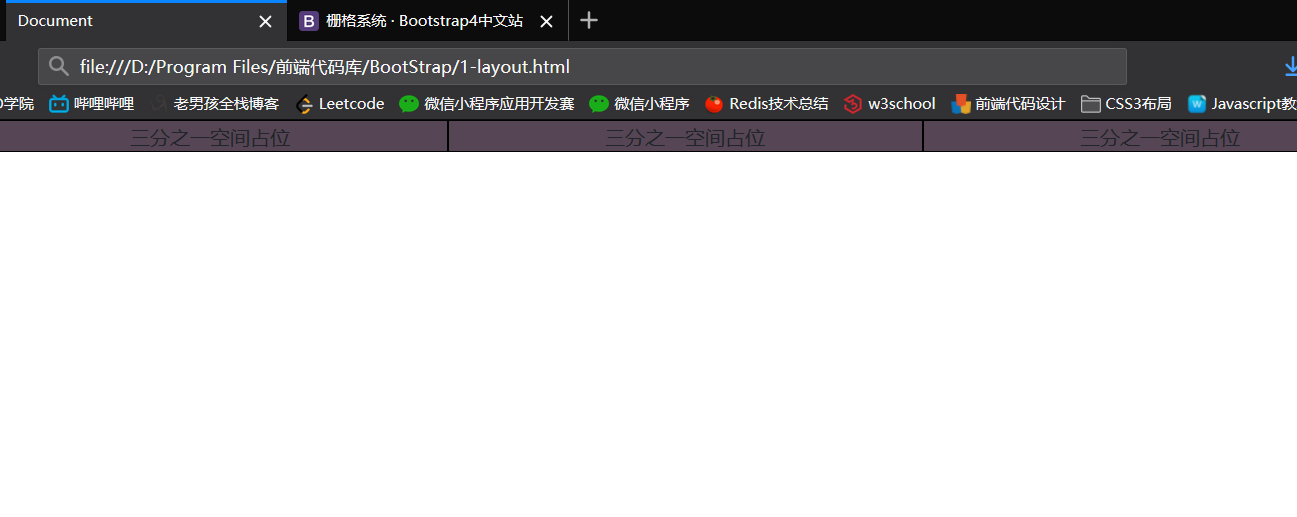 Document
栅格系统 · Bootstrap4中文站
file:///D:/Program Files/前端代码库/BootStrap/1-layout.html
学院 哔哩哔哩 老男孩全栈博客 Leetcode 微信小程序应用开发赛 微信小程序 Redis技术总结 w3school 前端代码设计 CSS3布局 Javascript教
三分之一空间占位 三分之一空间占位 三分之一空间占位